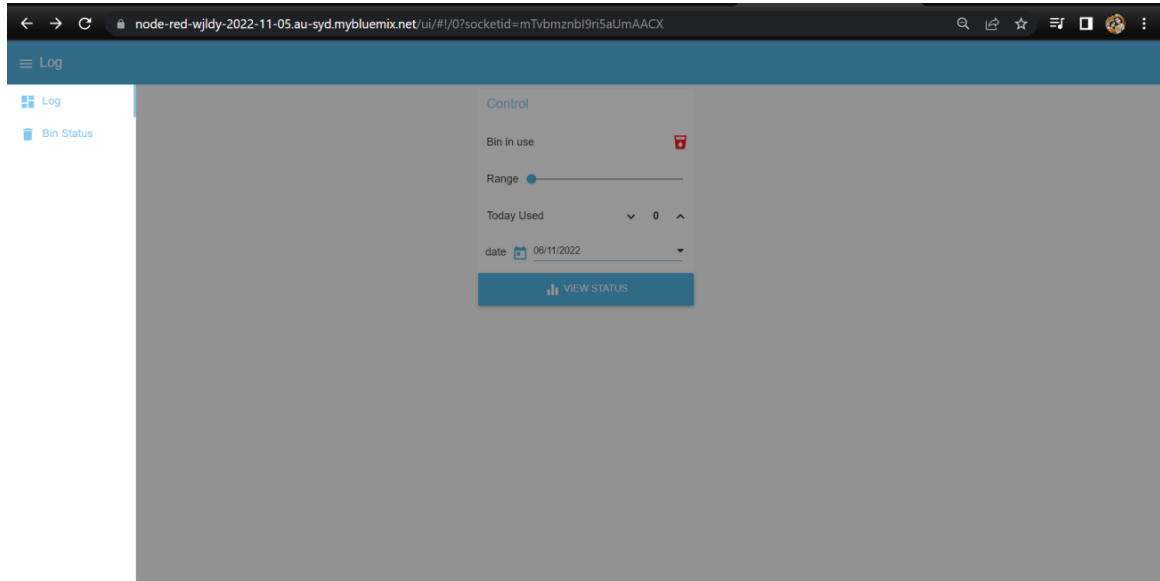 node-red-wjldy-2022-11-05.au-syd.mybluemix.net/ui/#!/0?socketid=mTvbmznbI9ri5aUmAACX
Log
Log
Bin Status
Control
Bin in use
Range
Today Used 0
date 06/11/2022
VIEW STATUS